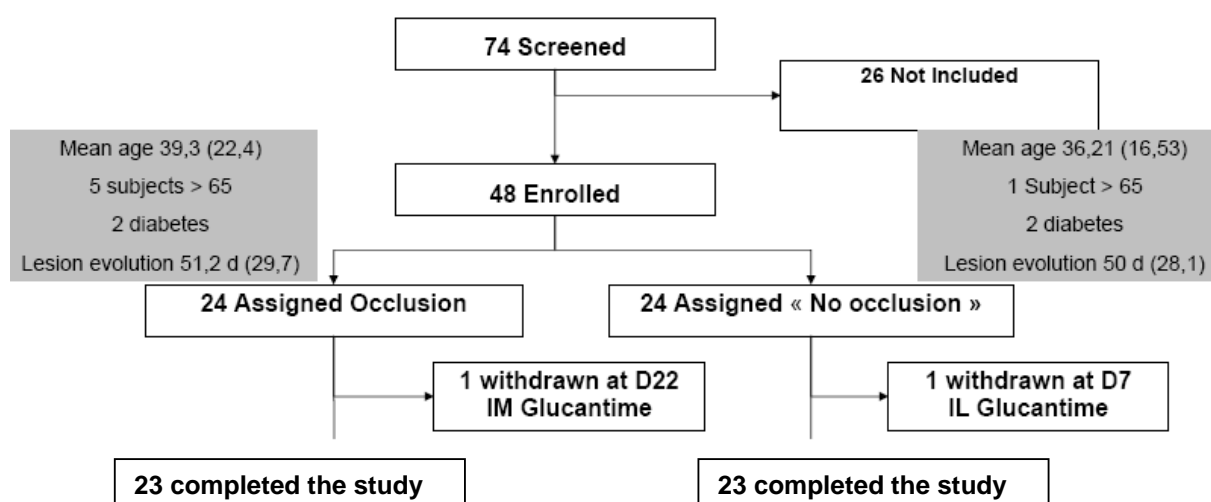 74 Screened
26 Not Included
Mean age 39,3 (22,4)
5 subjects > 65
2 diabetes
Lesion evolution 51,2 d (29,7)
Mean age 36,21 (16,53)
1 Subject > 65
2 diabetes
Lesion evolution 50 d (28,1)
48 Enrolled
24 Assigned Occlusion
24 Assigned « No occlusion »
1 withdrawn at D22
IM Glucantime
1 withdrawn at D7
IL Glucantime
23 completed the study
23 completed the study